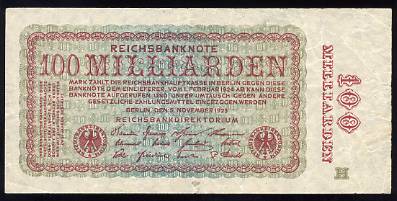 REICHSBANKNOTE
100 MILLIARDEN
MARK ZAHLT DIE REICHSBANKHAUPTKASSE IN BERLIN GEGEN DIESE
BANKNOTE DEM EINLIEFERER. VOM 1. FEBRUAR 1924 AB KANN DIESE
BANKNOTE AUFGERUFEN UND UNTER UMTAUSCH GEGEN ANDERE
GESETZLICHE ZAHLUNGSMITTEL EINGEZOGEN WERDEN
BERLIN, DEN 5. NOVEMBER 1923
REICHSBANKDIREKTORIUM
100
MILLIARDEN
H